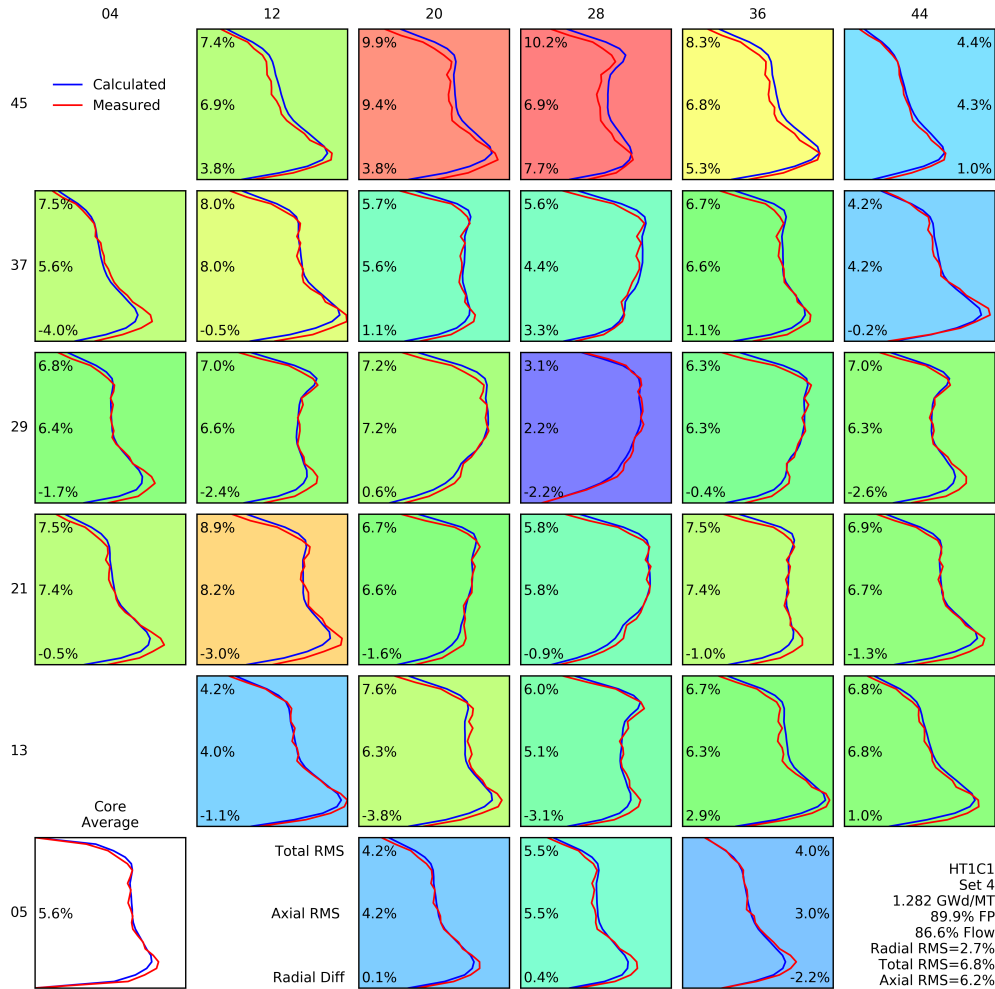 04 12 20 28 36 44
Calculated
Measured
45
7.4% 9.9% 10.2% 8.3% 4.4%
6.9% 9.4% 6.9% 6.8% 4.3%
3.8% 3.8% 7.7% 5.3% 1.0%
37
7.5% 8.0% 5.7% 5.6% 6.7% 4.2%
5.6% 8.0% 5.6% 4.4% 6.6% 4.2%
-4.0% -0.5% 1.1% 3.3% 1.1% -0.2%
29
6.8% 7.0% 7.2% 3.1% 6.3% 7.0%
6.4% 6.6% 7.2% 2.2% 6.3% 6.3%
-1.7% -2.4% 0.6% -2.2% -0.4% -2.6%
21
7.5% 8.9% 6.7% 5.8% 7.5% 6.9%
7.4% 8.2% 6.6% 5.8% 7.4% 6.7%
-0.5% -3.0% -1.6% -0.9% -1.0% -1.3%
13
4.2% 7.6% 6.0% 6.7% 6.8%
4.0% 6.3% 5.1% 6.3% 6.8%
-1.1% -3.8% -3.1% 2.9% 1.0%
Core
Average
05
5.6%
Total RMS 4.2% 5.5% 4.0%
Axial RMS 4.2% 5.5% 3.0%
Radial Diff 0.1% 0.4% -2.2%
HT1C1
Set 4
1.282 GWd/MT
89.9% FP
86.6% Flow
Radial RMS=2.7%
Total RMS=6.8%
Axial RMS=6.2%